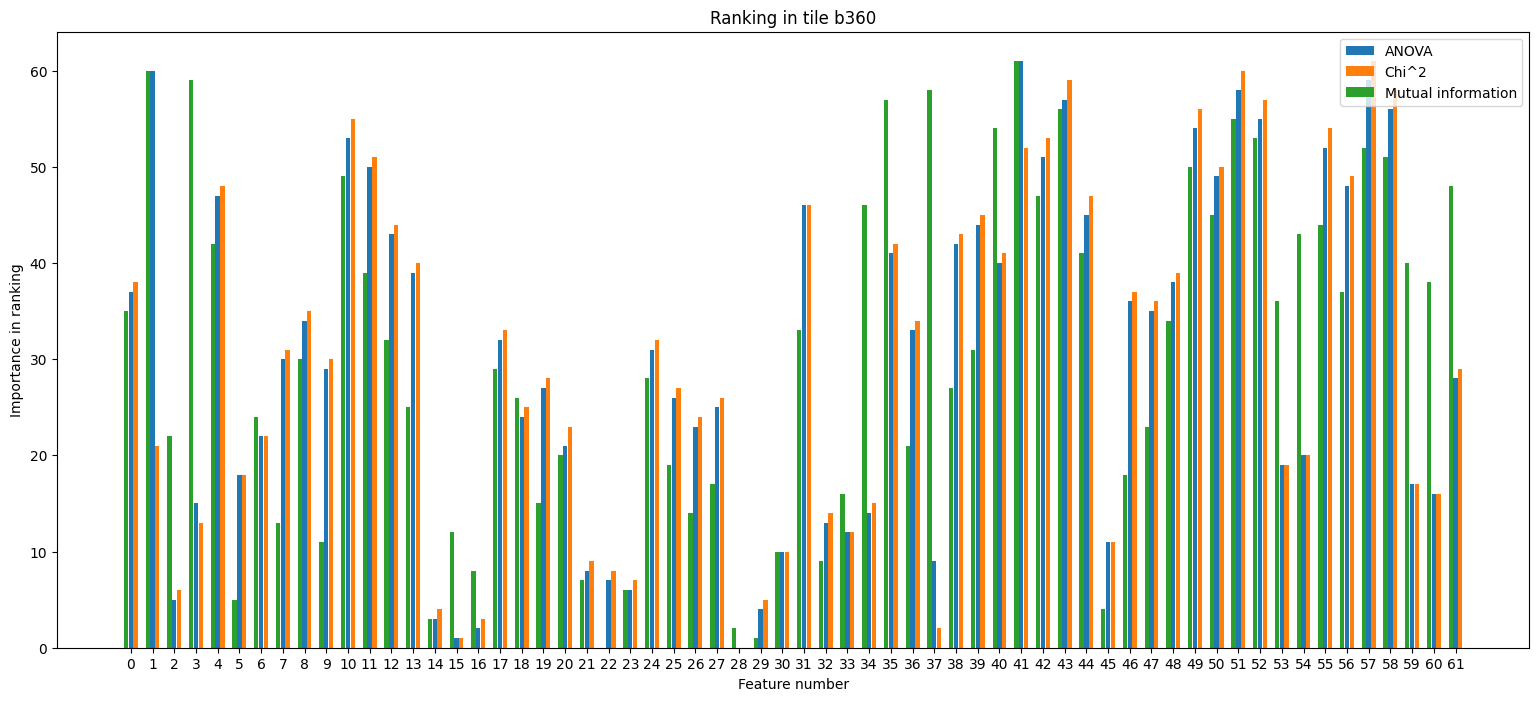 Ranking in tile b360
ANOVA
Chi^2
Mutual information
Importance in ranking
60
50
40
30
20
10
0
0 1 2 3 4 5 6 7 8 9 10 11 12 13 14 15 16 17 18 19 20 21 22 23 24 25 26 27 28 29 30 31 32 33 34 35 36 37 38 39 40 41 42 43 44 45 46 47 48 49 50 51 52 53 54 55 56 57 58 59 60 61
Feature number